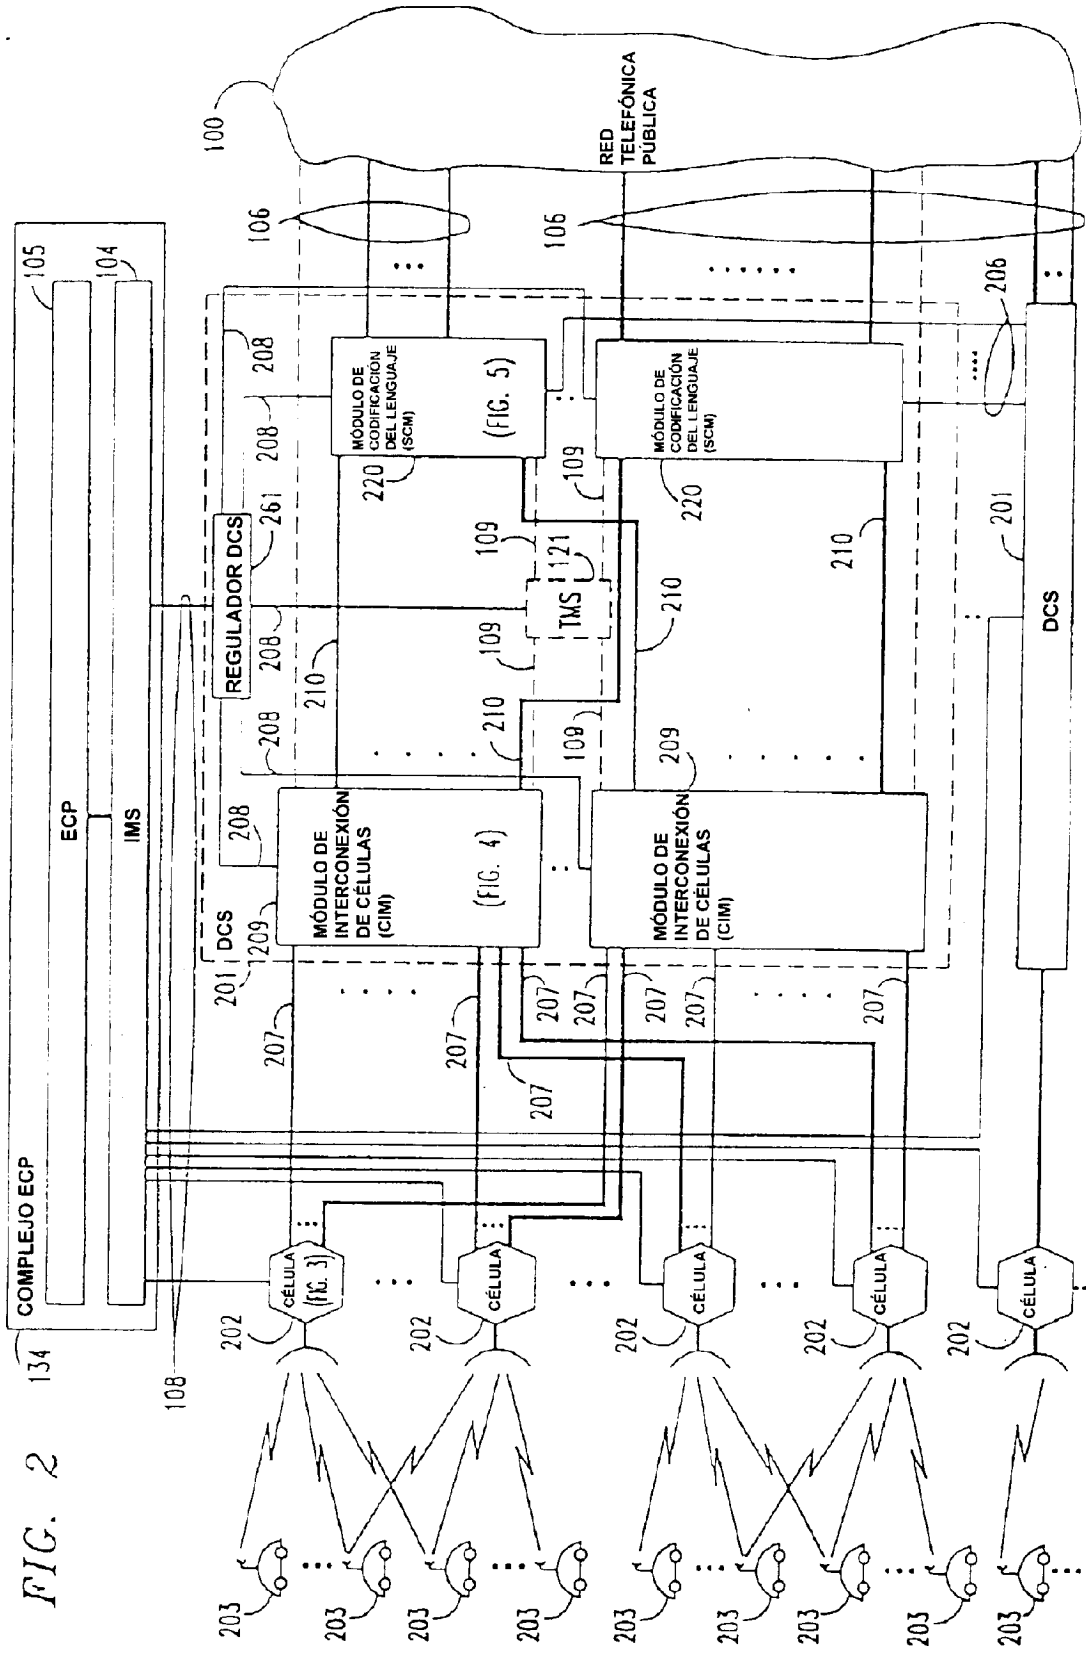 FIG. 2
134
COMPLEJO ECP
ECP
105
IMS
104
108
100
RED
TELEFÓNICA
PÚBLICA
106
106
201
DCS
REGULADOR DCS
261
208
208
208
208
208
209
MÓDULO DE
INTERCONEXIÓN
DE CÉLULAS
(CIM)
(FIG. 4)
209
MÓDULO DE
INTERCONEXIÓN
DE CÉLULAS
(CIM)
220
MÓDULO DE
CODIFICACIÓN
DEL LENGUAJE
(SCM)
(FIG. 5)
220
MÓDULO DE
CODIFICACIÓN
DEL LENGUAJE
(SCM)
210
210
210
210
109
109
109
109
TMS
121
206
201
DCS
207
207
207
207
207
207
207
207
202
CÉLULA
(FIG. 3)
202
CÉLULA
202
CÉLULA
202
CÉLULA
202
CÉLULA
203
203
203
203
203
203
203
203
203